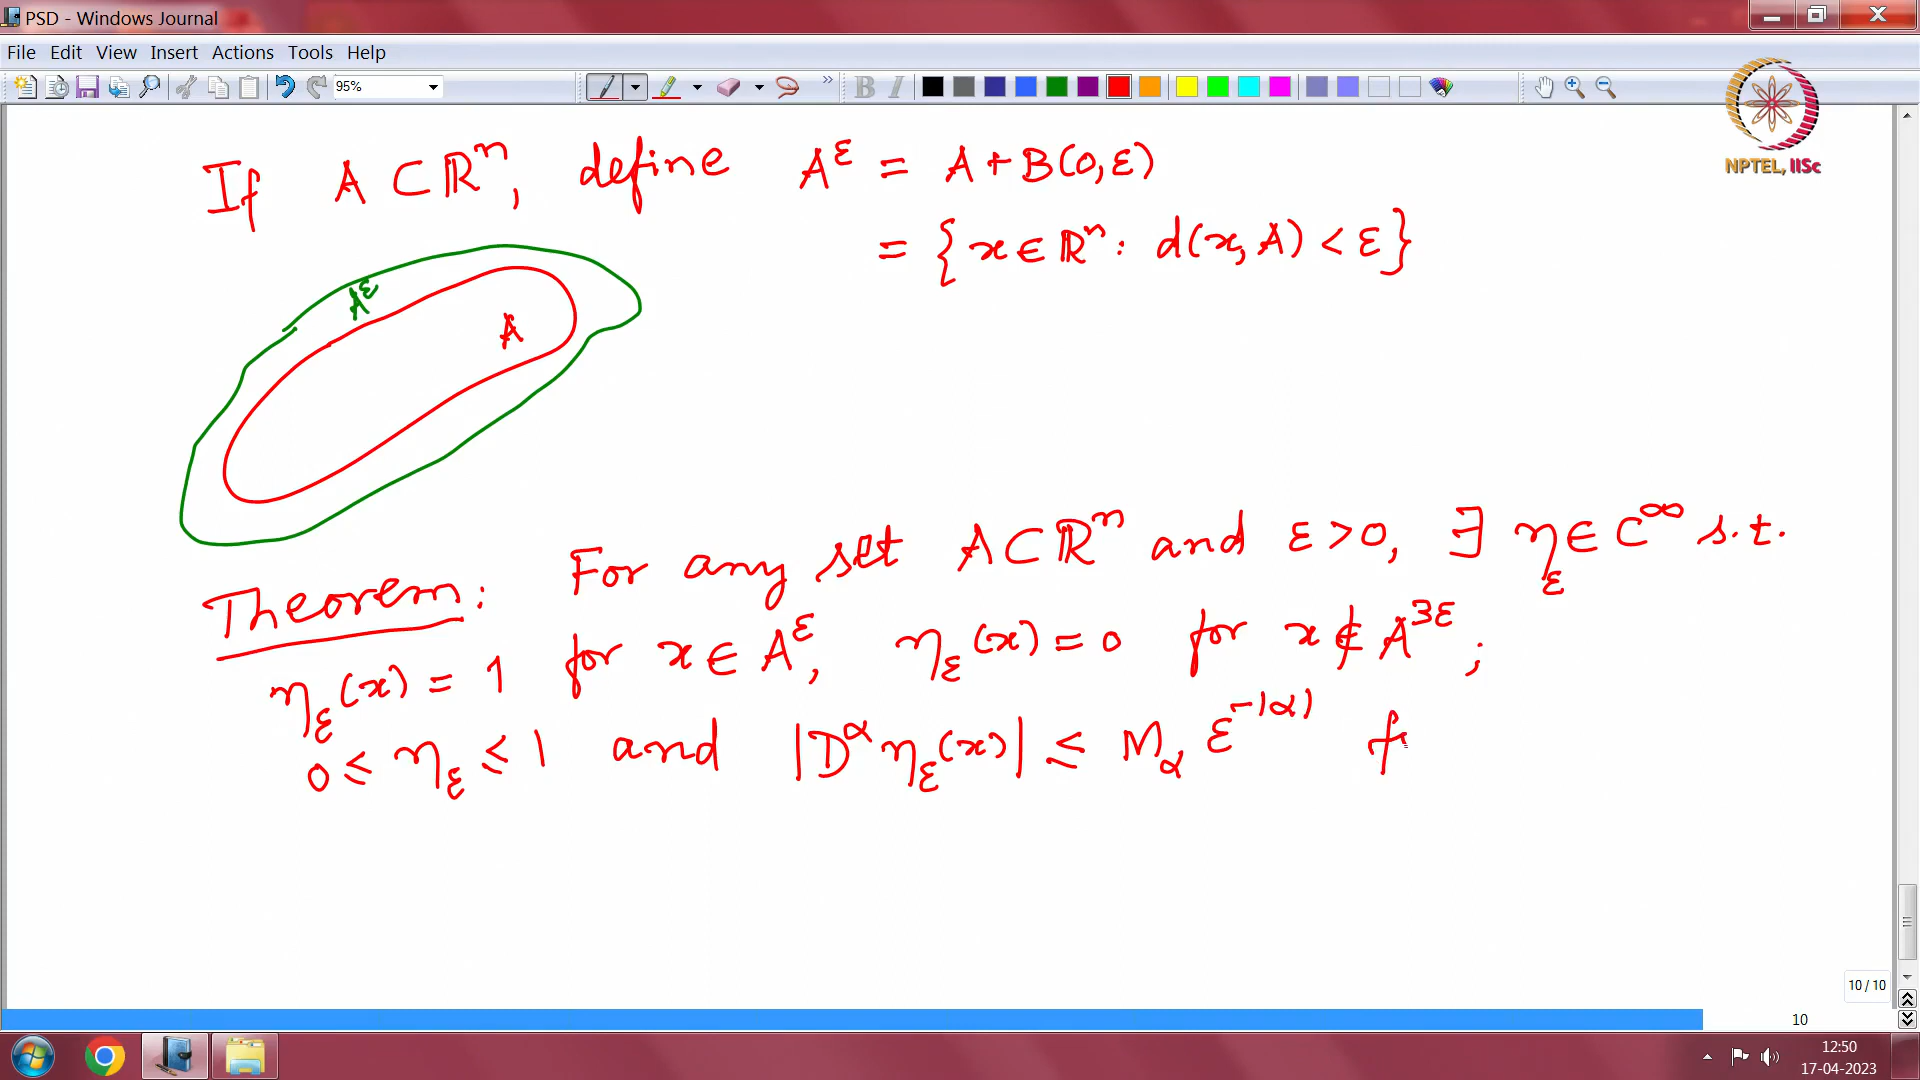 PSD - Windows Journal
File Edit View Insert Actions Tools Help
95%
NPTEL, IISc
If A ⊂ ℝⁿ, define A^ε = A + B(0,ε)
= {x ∈ ℝⁿ : d(x,A) < ε}
A^ε
A
Theorem: For any set A ⊂ ℝⁿ and ε > 0, ∃ η_ε ∈ C^∞ s.t.
η_ε(x) = 1 for x ∈ A^ε, η_ε(x) = 0 for x ∉ A^{3ε} ;
0 ≤ η_ε ≤ 1 and |D^α η_ε(x)| ≤ M_α ε^{-|α|}
10 / 10
10
12:50
17-04-2023